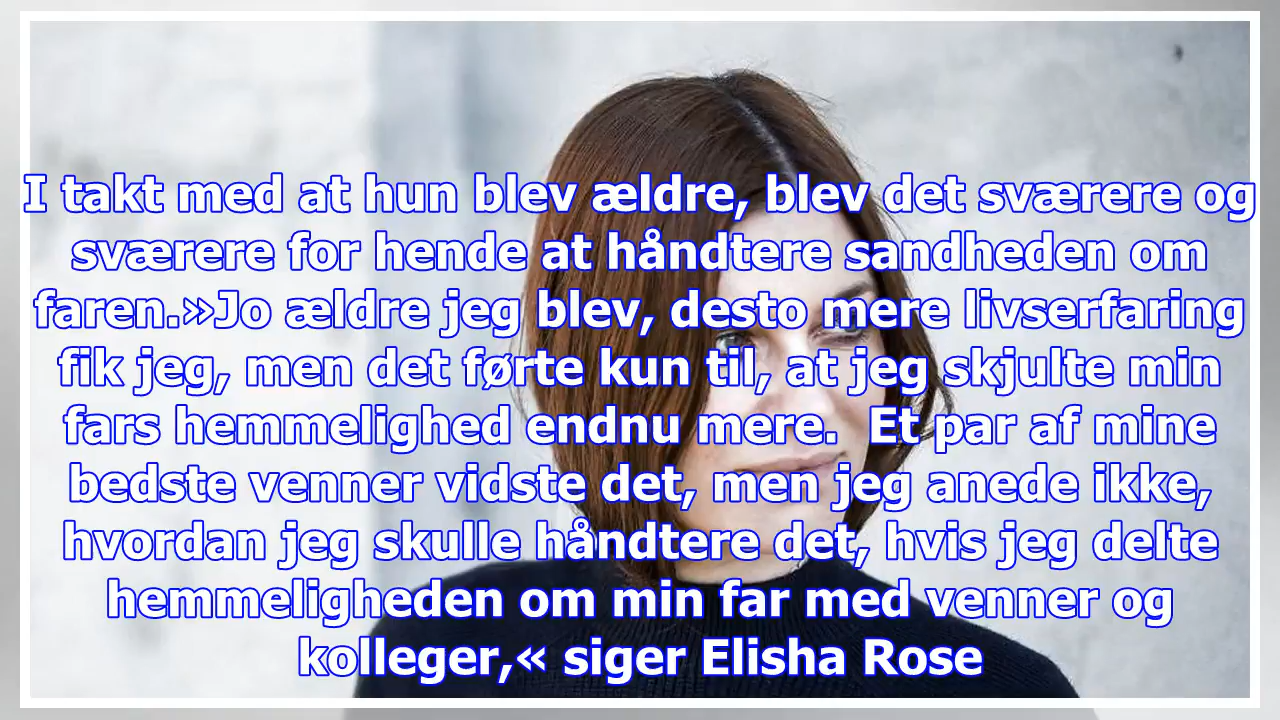 I takt med at hun blev ældre, blev det sværere og
sværere for hende at håndtere sandheden om
faren.»Jo ældre jeg blev, desto mere livserfaring
fik jeg, men det førte kun til, at jeg skjulte min
fars hemmelighed endnu mere.  Et par af mine
bedste venner vidste det, men jeg anede ikke,
hvordan jeg skulle håndtere det, hvis jeg delte
hemmeligheden om min far med venner og
kolleger,« siger Elisha Rose